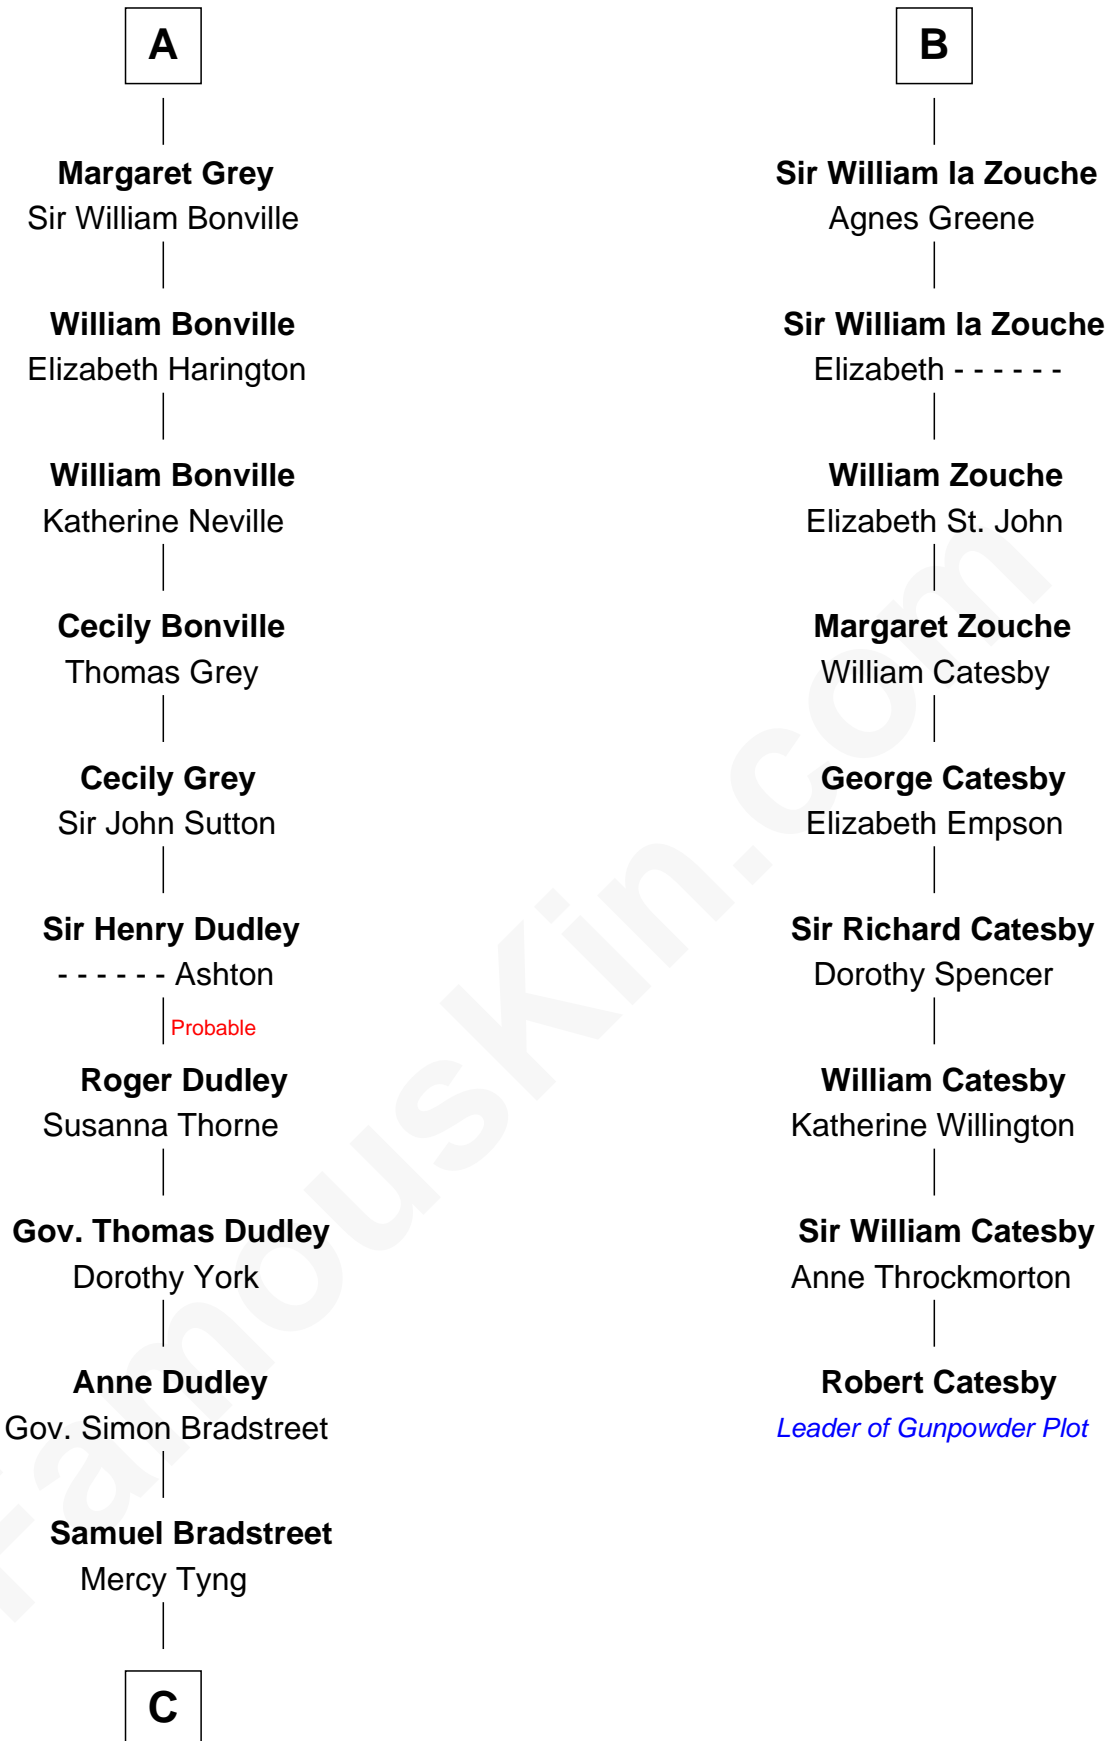 A
Margaret Grey
Sir William Bonville
William Bonville
Elizabeth Harington
William Bonville
Katherine Neville
Cecily Bonville
Thomas Grey
Cecily Grey
Sir John Sutton
Sir Henry Dudley
- - - - - - Ashton
Probable
Roger Dudley
Susanna Thorne
Gov. Thomas Dudley
Dorothy York
Anne Dudley
Gov. Simon Bradstreet
Samuel Bradstreet
Mercy Tyng
C
B
Sir William la Zouche
Agnes Greene
Sir William la Zouche
Elizabeth - - - - - -
William Zouche
Elizabeth St. John
Margaret Zouche
William Catesby
George Catesby
Elizabeth Empson
Sir Richard Catesby
Dorothy Spencer
William Catesby
Katherine Willington
Sir William Catesby
Anne Throckmorton
Robert Catesby
Leader of Gunpowder Plot
FamousKin.com